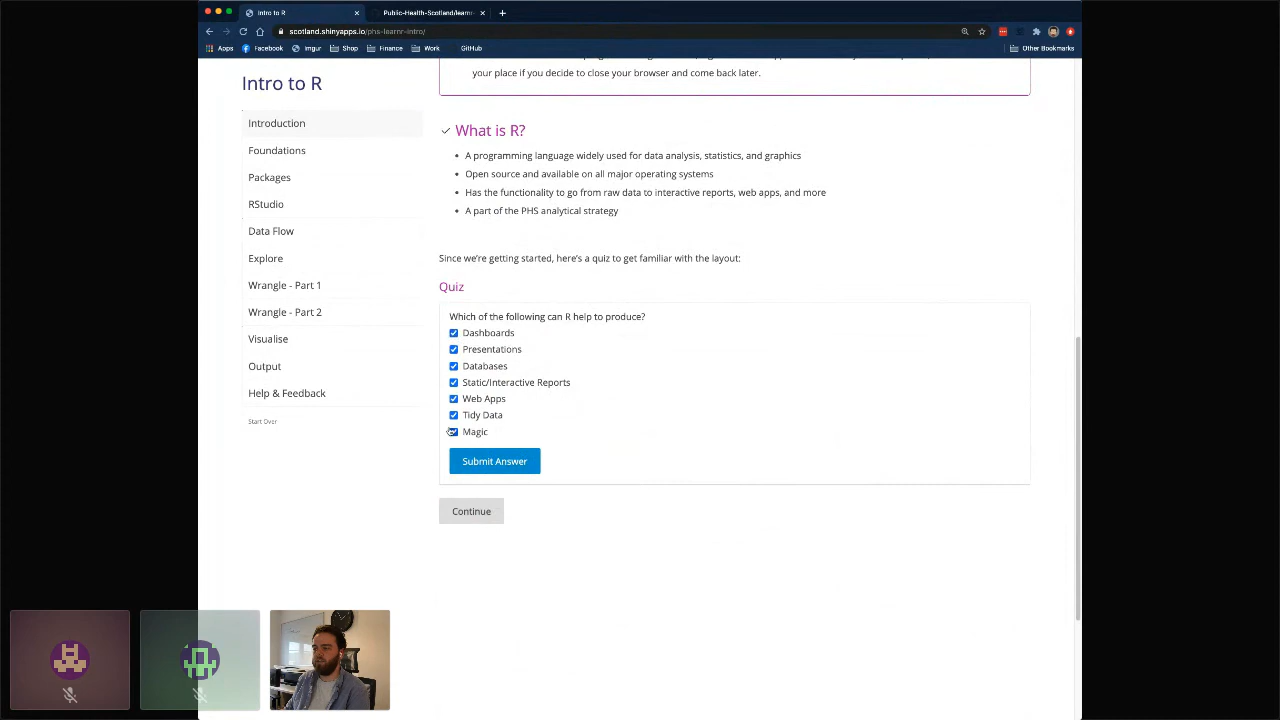 Intro to R
Public-Health-Scotland/learnr-
scotland.shinyapps.io/phs-learnr-intro/
Apps
Facebook
Imgur
Shop
Finance
Work
GitHub
Other Bookmarks
your place if you decide to close your browser and come back later.
Intro to R
Introduction
Foundations
Packages
RStudio
Data Flow
Explore
Wrangle - Part 1
Wrangle - Part 2
Visualise
Output
Help & Feedback
Start Over
What is R?
A programming language widely used for data analysis, statistics, and graphics
Open source and available on all major operating systems
Has the functionality to go from raw data to interactive reports, web apps, and more
A part of the PHS analytical strategy
Since we're getting started, here's a quiz to get familiar with the layout:
Quiz
Which of the following can R help to produce?
Dashboards
Presentations
Databases
Static/Interactive Reports
Web Apps
Tidy Data
Magic
Submit Answer
Continue